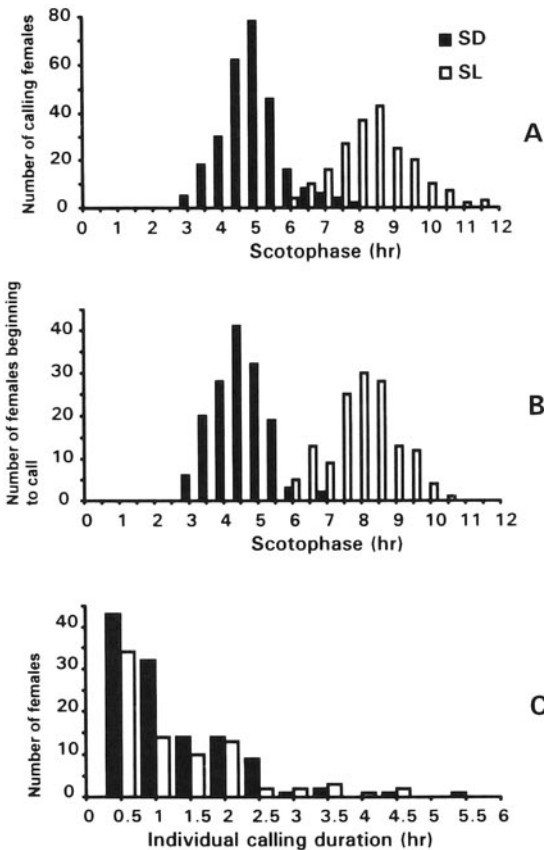 Number of calling females
80
60
40
20
0
SD
SL
A
0 1 2 3 4 5 6 7 8 9 10 11 12
Scotophase (hr)
Number of females beginning
to call
40
30
20
10
0
B
0 1 2 3 4 5 6 7 8 9 10 11 12
Scotophase (hr)
Number of females
40
30
20
10
0
C
0 0.5 1 1.5 2 2.5 3 3.5 4 4.5 5 5.5 6
Individual calling duration (hr)